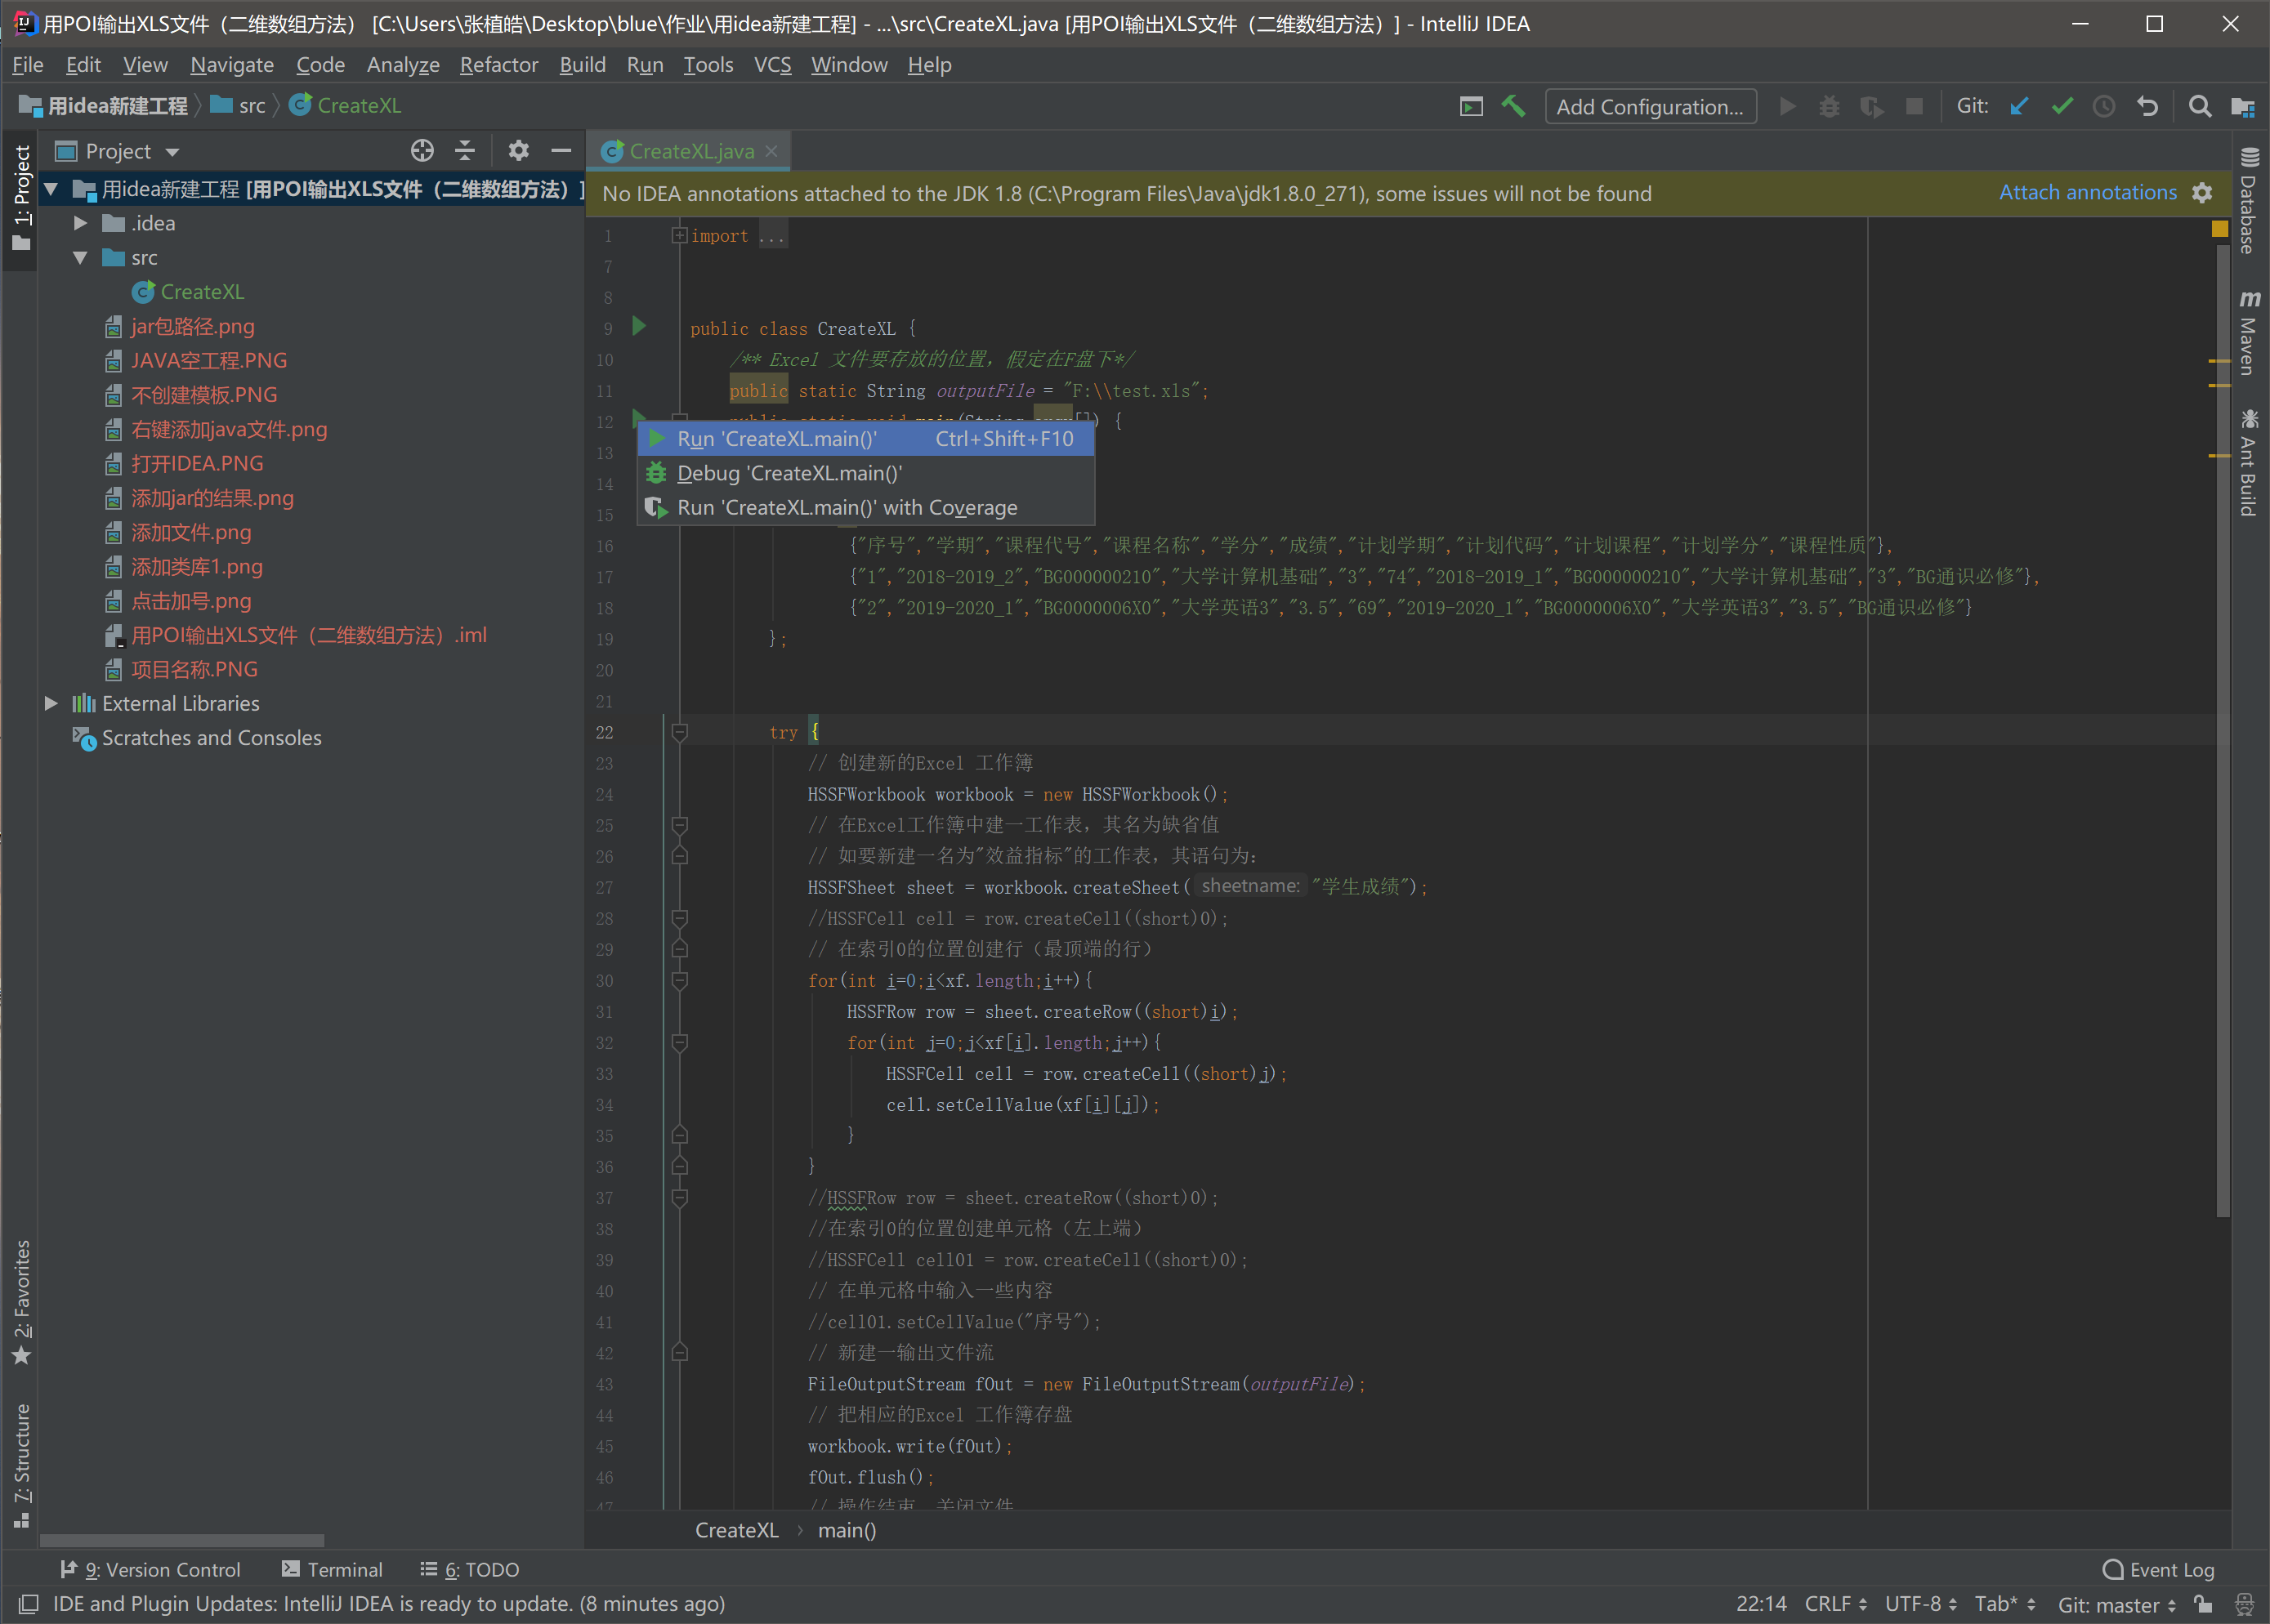 用POI输出XLS文件（二维数组方法） [C:\Users\张植皓\Desktop\blue\作业\用idea新建工程] - ...\src\CreateXL.java [用POI输出XLS文件（二维数组方法）] - IntelliJ IDEA
File Edit View Navigate Code Analyze Refactor Build Run Tools VCS Window Help
用idea新建工程 src CreateXL Add Configuration... Git:
1: Project
Project
CreateXL.java
用idea新建工程 [用POI输出XLS文件（二维数组方法）]
.idea
src
CreateXL
jar包路径.png
JAVA空工程.PNG
不创建模板.PNG
右键添加java文件.png
打开IDEA.PNG
添加jar的结果.png
添加文件.png
添加类库1.png
点击加号.png
用POI输出XLS文件（二维数组方法）.iml
项目名称.PNG
External Libraries
Scratches and Consoles
2: Favorites
7: Structure
No IDEA annotations attached to the JDK 1.8 (C:\Program Files\Java\jdk1.8.0_271), some issues will not be found Attach annotations
1 import ...
7
8
9 public class CreateXL {
10 /** Excel 文件要存放的位置，假定在F盘下*/
11 public static String outputFile = "F:\\test.xls";
12 public static void main(String argv[]) {
Run 'CreateXL.main()' Ctrl+Shift+F10
13
Debug 'CreateXL.main()'
14
Run 'CreateXL.main()' with Coverage
15
16 {"序号","学期","课程代号","课程名称","学分","成绩","计划学期","计划代码","计划课程","计划学分","课程性质"},
17 {"1","2018-2019_2","BG000000210","大学计算机基础","3","74","2018-2019_1","BG000000210","大学计算机基础","3","BG通识必修"},
18 {"2","2019-2020_1","BG0000006X0","大学英语3","3.5","69","2019-2020_1","BG0000006X0","大学英语3","3.5","BG通识必修"}
19 };
20
21
22 try {
23 // 创建新的Excel 工作簿
24 HSSFWorkbook workbook = new HSSFWorkbook();
25 // 在Excel工作簿中建一工作表，其名为缺省值
26 // 如要新建一名为"效益指标"的工作表，其语句为：
27 HSSFSheet sheet = workbook.createSheet( sheetname: "学生成绩");
28 //HSSFCell cell = row.createCell((short)0);
29 // 在索引0的位置创建行（最顶端的行）
30 for(int i=0;i<xf.length;i++){
31 HSSFRow row = sheet.createRow((short)i);
32 for(int j=0;j<xf[i].length;j++){
33 HSSFCell cell = row.createCell((short)j);
34 cell.setCellValue(xf[i][j]);
35 }
36 }
37 //HSSFRow row = sheet.createRow((short)0);
38 //在索引0的位置创建单元格（左上端）
39 //HSSFCell cell01 = row.createCell((short)0);
40 // 在单元格中输入一些内容
41 //cell01.setCellValue("序号");
42 // 新建一输出文件流
43 FileOutputStream fOut = new FileOutputStream(outputFile);
44 // 把相应的Excel 工作簿存盘
45 workbook.write(fOut);
46 fOut.flush();
47 // 操作结束，关闭文件
CreateXL main()
Database
Maven
Ant Build
9: Version Control Terminal 6: TODO Event Log
IDE and Plugin Updates: IntelliJ IDEA is ready to update. (8 minutes ago) 22:14 CRLF UTF-8 Tab* Git: master